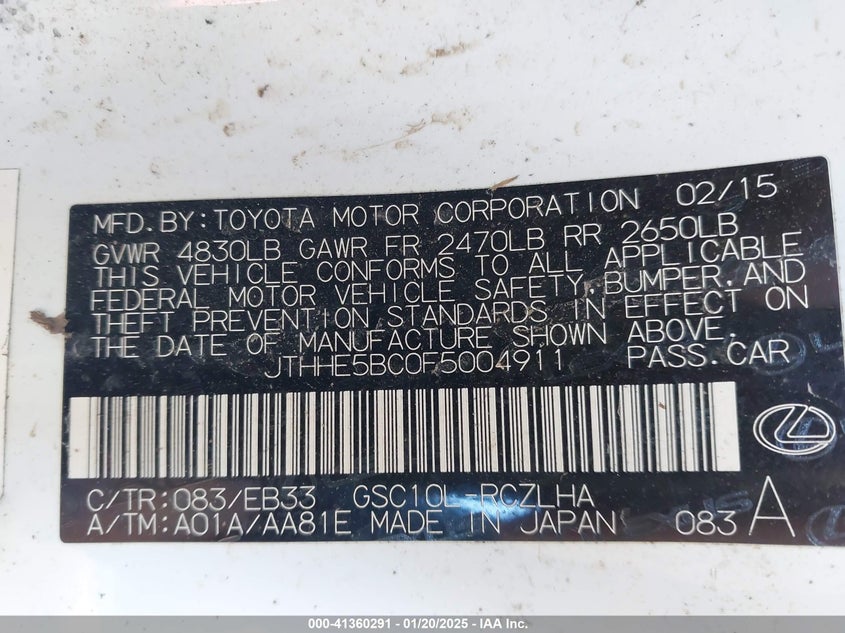 MFD.BY:TOYOTA MOTOR CORPORATION 02/15
GVWR 4830LB GAWR FR 2470LB RR 2650LB
THIS VEHICLE CONFORMS TO ALL APPLICABLE
FEDERAL MOTOR VEHICLE SAFETY,BUMPER,AND
THEFT PREVENTION STANDARDS IN EFFECT ON
THE DATE OF MANUFACTURE SHOWN ABOVE.
JTHHE5BC0F5004911 PASS.CAR
C/TR:083/EB33 GSC10L-RCZLHA
A/TM:A01A/AA81E MADE IN JAPAN 083 A
000-41360291 - 01/20/2025 - IAA Inc.